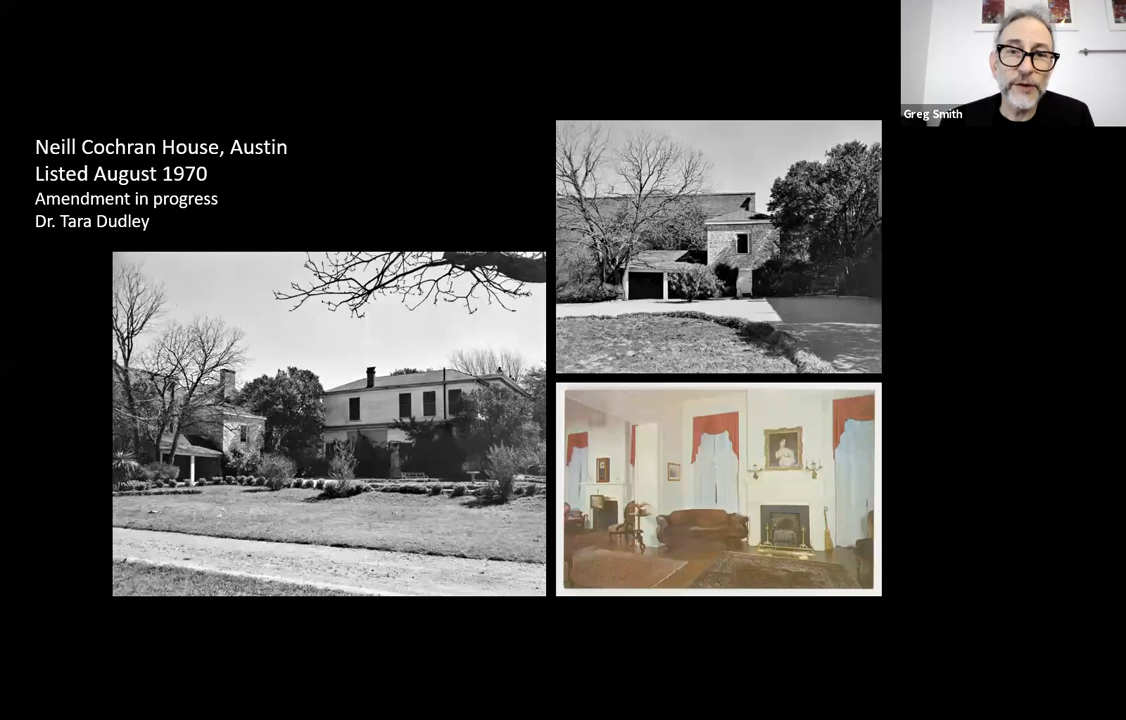 Neill Cochran House, Austin
Listed August 1970
Amendment in progress
Dr. Tara Dudley
Greg Smith